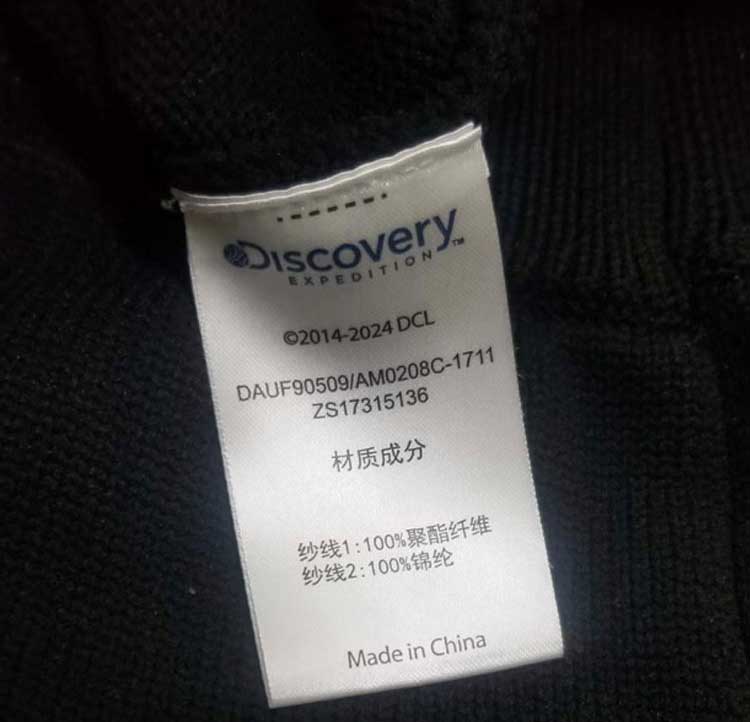 DISCOVERY™
EXPEDITION
©2014-2024 DCL
DAUF90509/AM0208C-1711
ZS17315136
材质成分
纱线1:100%聚酯纤维
纱线2:100%锦纶
Made in China